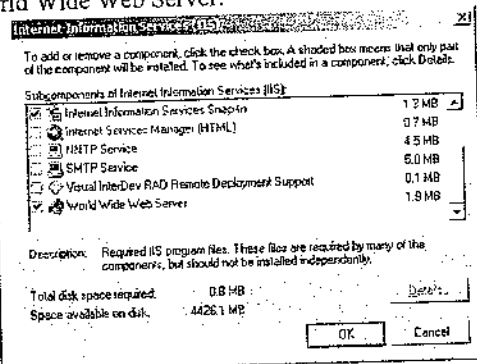 rld Wide Web Server.
Internet Information Services (IIS)
To add or remove a component, click the check box. A shaded box means that only part
of the component will be installed. To see what's included in a component, click Details.
Subcomponents of Internet Information Services (IIS):
Internet Information Services Snap-In 1.2 MB
Internet Services Manager (HTML) 0.7 MB
NNTP Service 4.5 MB
SMTP Service 5.0 MB
Visual InterDev RAD Remote Deployment Support 0.1 MB
World Wide Web Server 1.9 MB
Description: Required IIS program files. These files are required by many of the
components, but should not be installed independently.
Total disk space required: 0.8 MB
Space available on disk: 4426.1 MB
Details...
OK Cancel